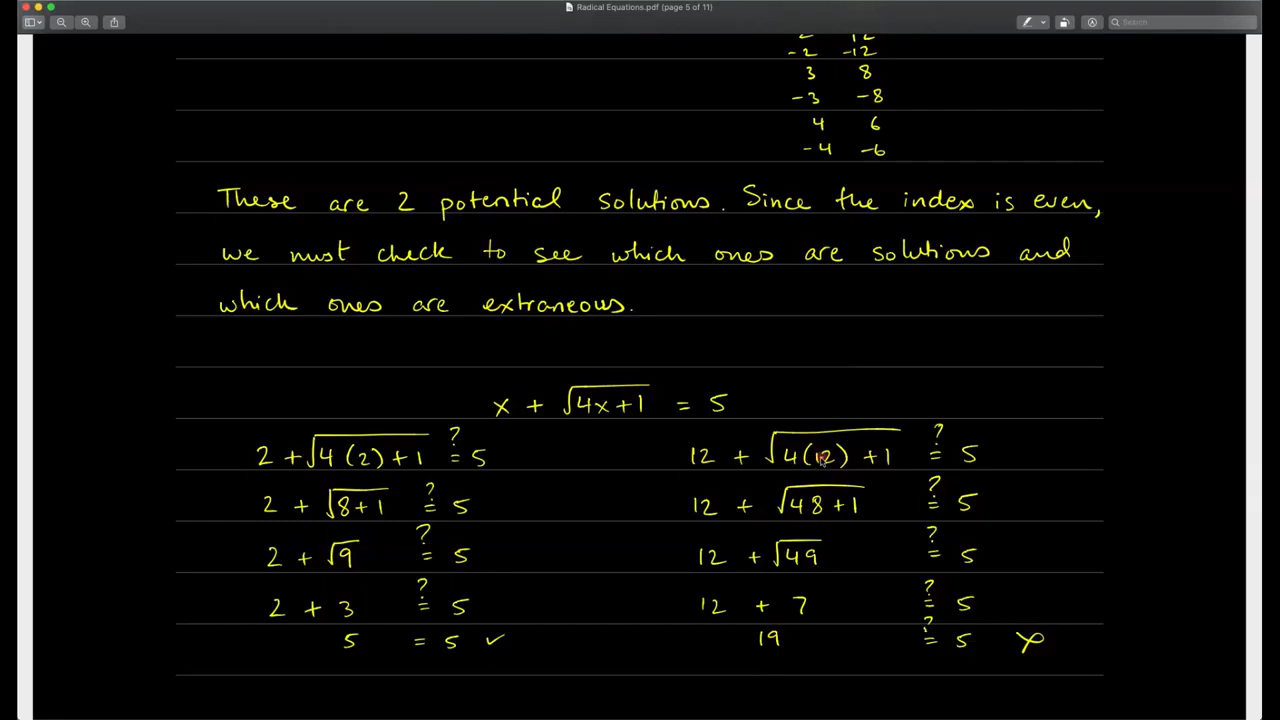 Radical Equations.pdf (page 5 of 11)
Search
2 12
-2 -12
3 8
-3 -8
4 6
-4 -6
These are 2 potential solutions. Since the index is even,
we must check to see which ones are solutions and
which ones are extraneous.
x + √4x+1 = 5
2 + √4(2)+1 ≟ 5
2 + √8+1 ≟ 5
2 + √9 ≟ 5
2 + 3 ≟ 5
5 = 5 ✓
12 + √4(12)+1 ≟ 5
12 + √48+1 ≟ 5
12 + √49 ≟ 5
12 + 7 ≟ 5
19 ≟ 5 ✗